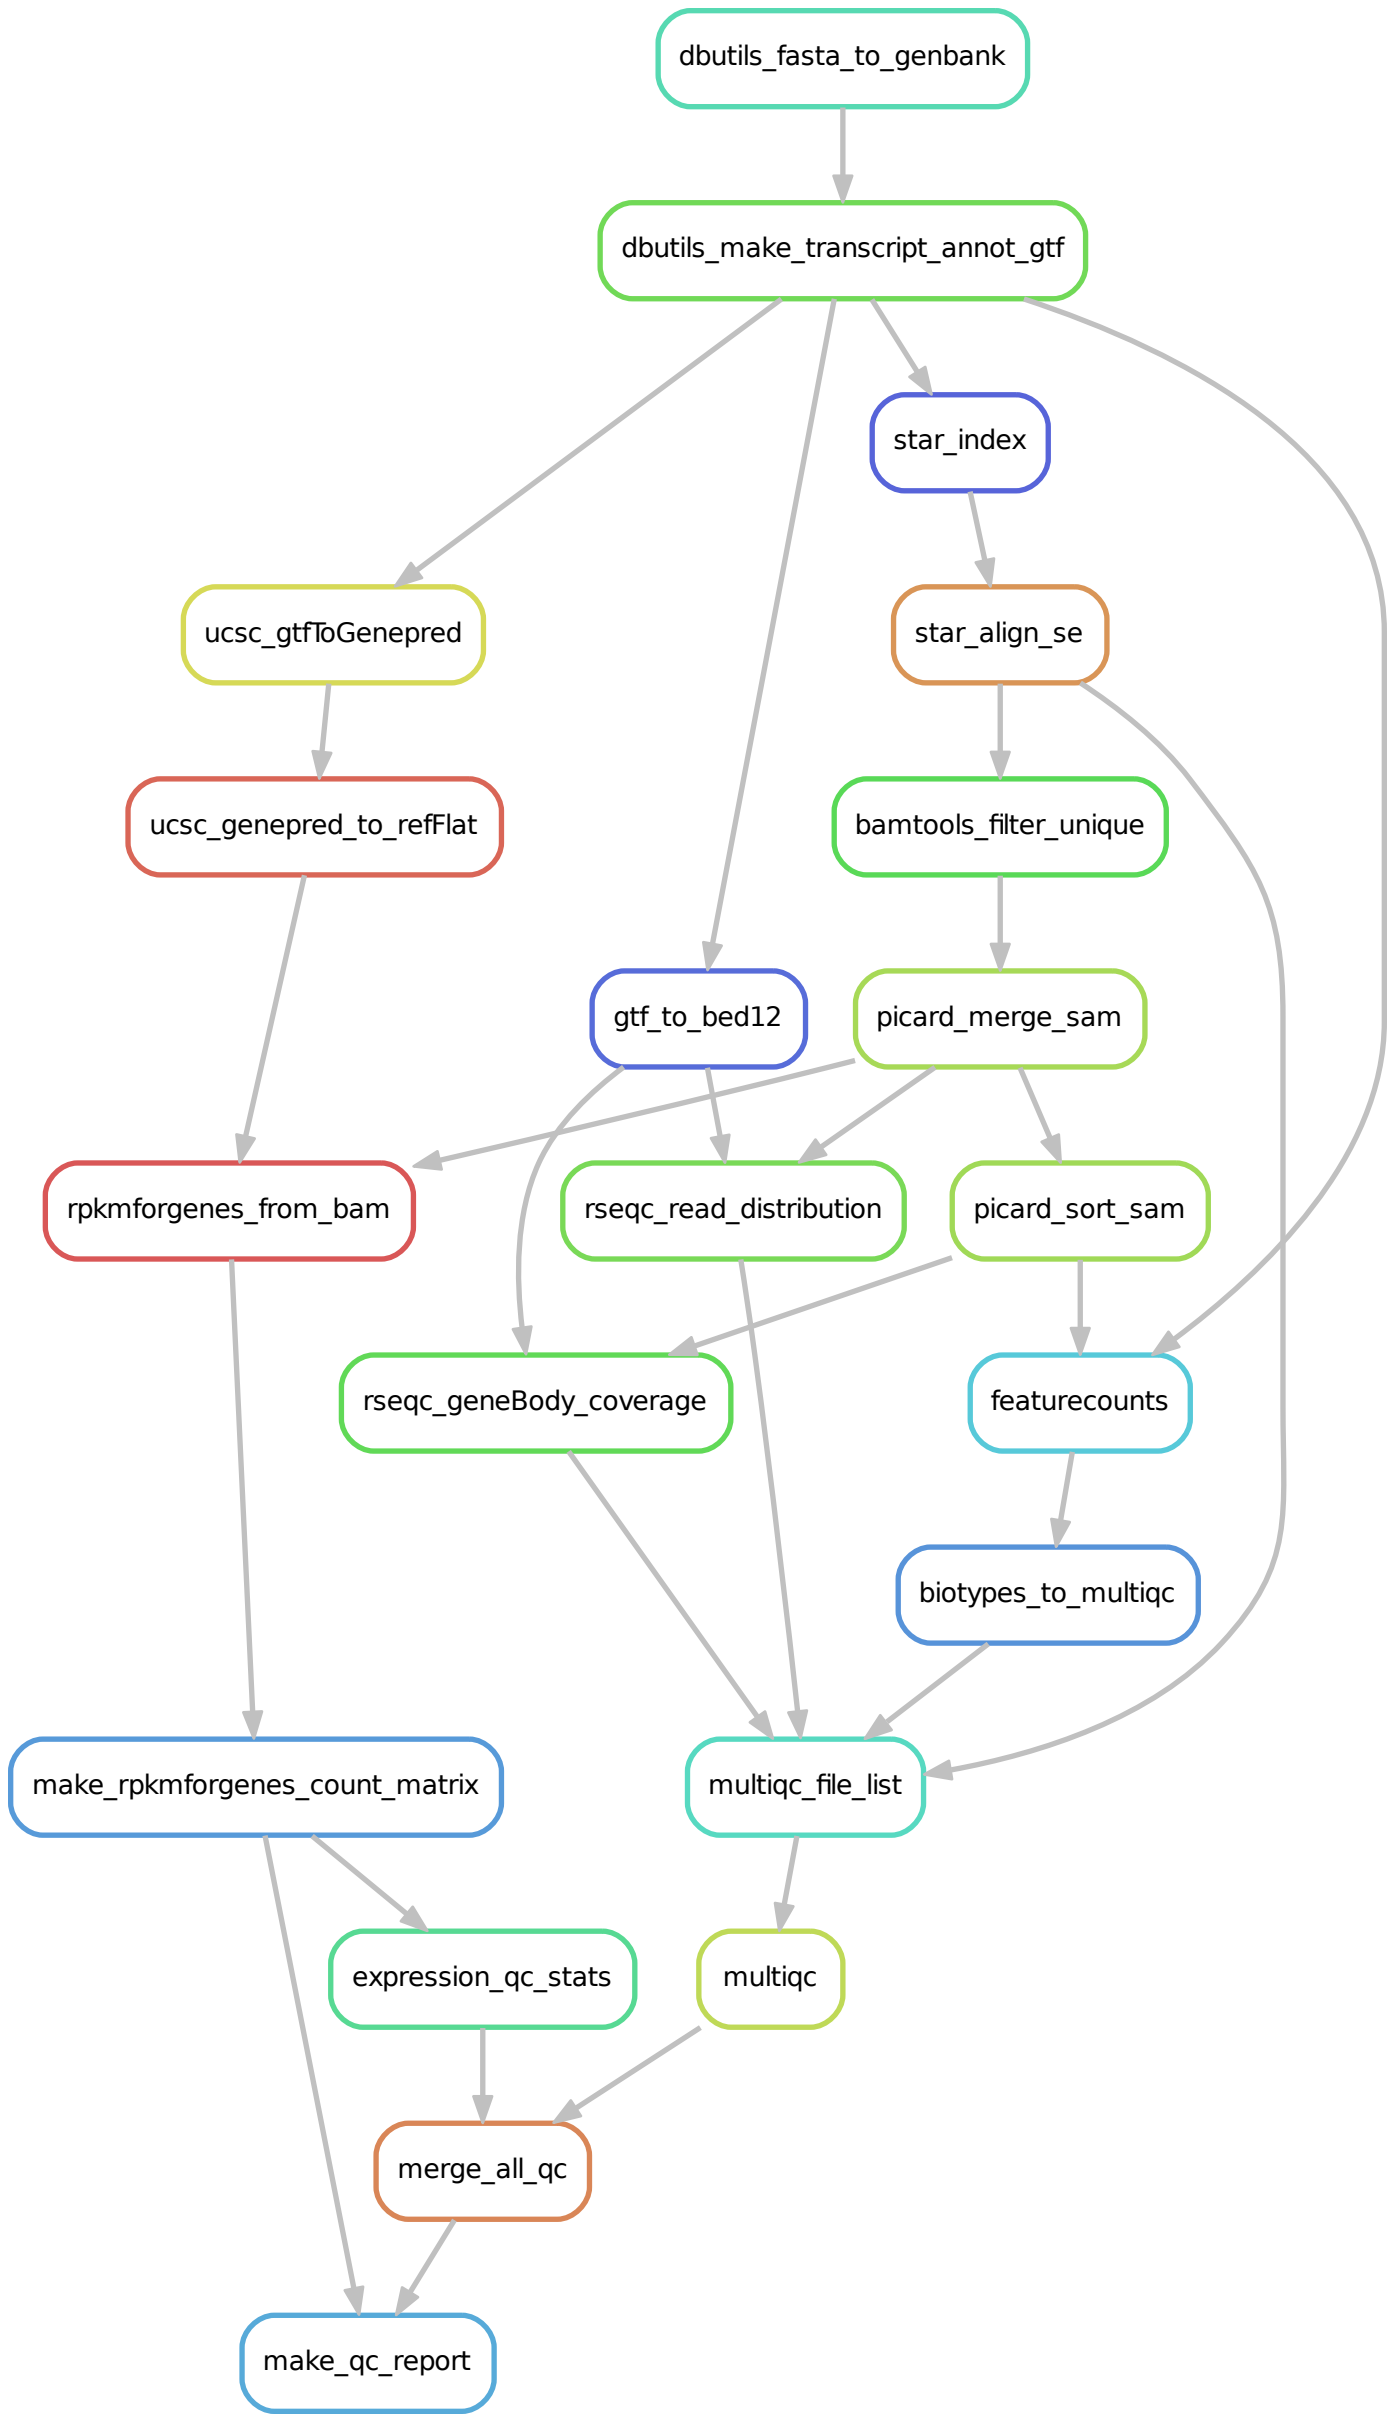 dbutils_fasta_to_genbank
dbutils_make_transcript_annot_gtf
star_index
ucsc_gtfToGenepred
star_align_se
ucsc_genepred_to_refFlat
bamtools_filter_unique
gtf_to_bed12
picard_merge_sam
rpkmforgenes_from_bam
rseqc_read_distribution
picard_sort_sam
rseqc_geneBody_coverage
featurecounts
biotypes_to_multiqc
make_rpkmforgenes_count_matrix
multiqc_file_list
expression_qc_stats
multiqc
merge_all_qc
make_qc_report